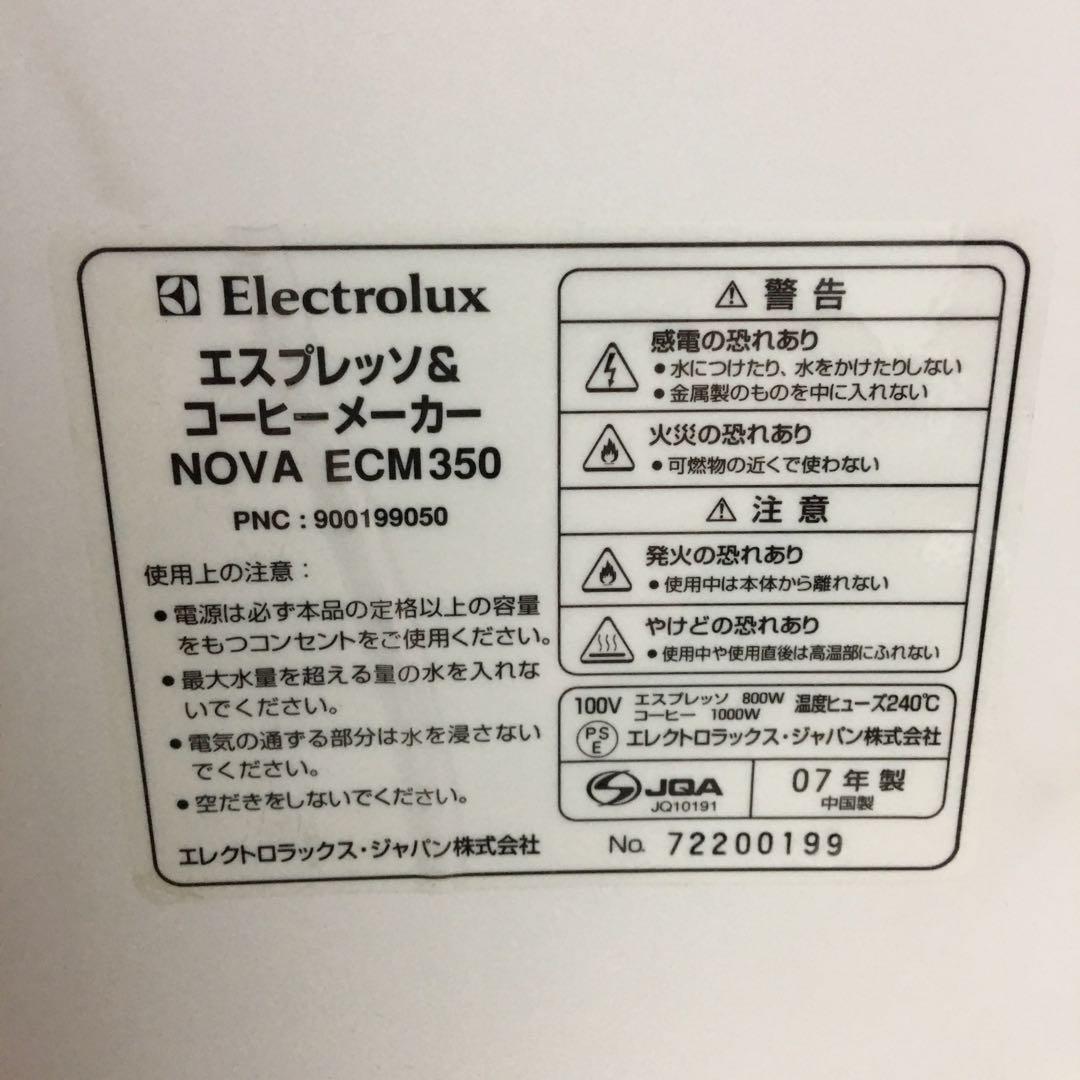 Electrolux
エスプレッソ&
コーヒーメーカー
NOVA ECM350
PNC : 900199050
使用上の注意：
•電源は必ず本品の定格以上の容量
をもつコンセントをご使用ください。
•最大水量を超える量の水を入れな
いでください。
•電気の通ずる部分は水を浸さない
でください。
•空だきをしないでください。
エレクトロラックス・ジャパン株式会社
⚠ 警告
感電の恐れあり
•水につけたり、水をかけたりしない
•金属製のものを中に入れない
火災の恐れあり
•可燃物の近くで使わない
⚠ 注意
発火の恐れあり
•使用中は本体から離れない
やけどの恐れあり
•使用中や使用直後は高温部にふれない
100V エスプレッソ 800W 温度ヒューズ240℃
コーヒー 1000W
PSE エレクトロラックス・ジャパン株式会社
JQA
JQ10191
07年製
中国製
No. 72200199